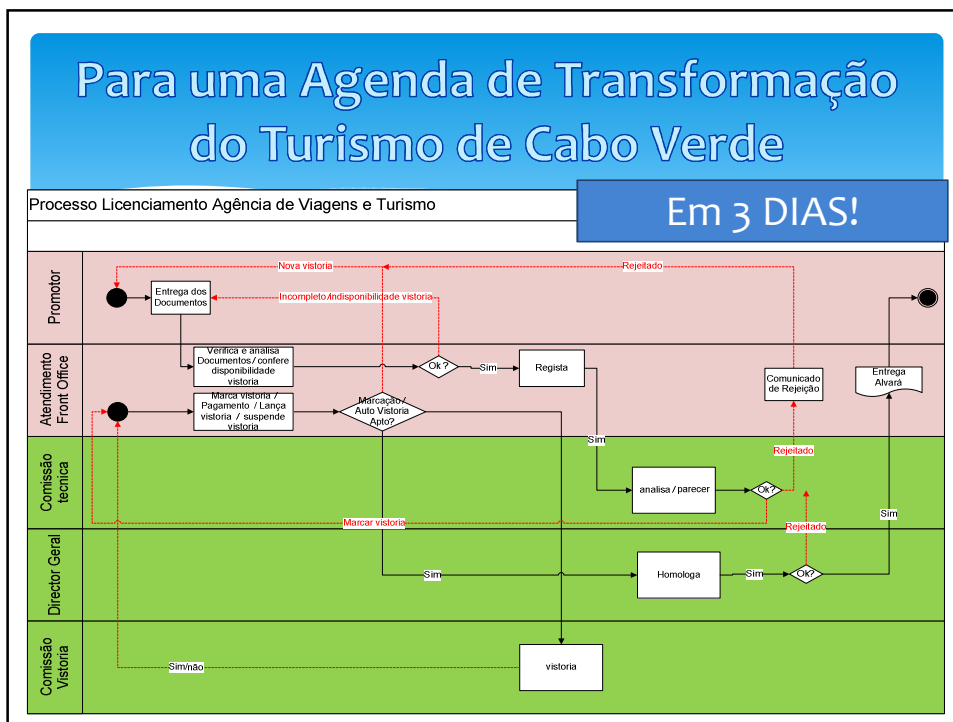 Para uma Agenda de Transformação
do Turismo de Cabo Verde
Processo Licenciamento Agência de Viagens e Turismo
Em 3 DIAS!
Promotor
Nova vistoria
Rejeitado
Entrega dos
Documentos
Incompleto/Indisponibilidade vistoria
Atendimento
Front Office
Verifica e analisa
Documentos / confere
disponibilidade
vistoria
Ok?
Sim
Regista
Comunicado
de Rejeição
Entrega
Alvará
Marca vistoria /
Pagamento / Lança
vistoria / suspende
vistoria
Marcação /
Auto Vistoria
Apto?
Sim
Comissão
tecnica
Rejeitado
analisa / parecer
Ok?
Marcar vistoria
Rejeitado
Sim
Director Geral
Sim
Homologa
Sim
Ok?
Comissão
Vistoria
Sim/não
vistoria